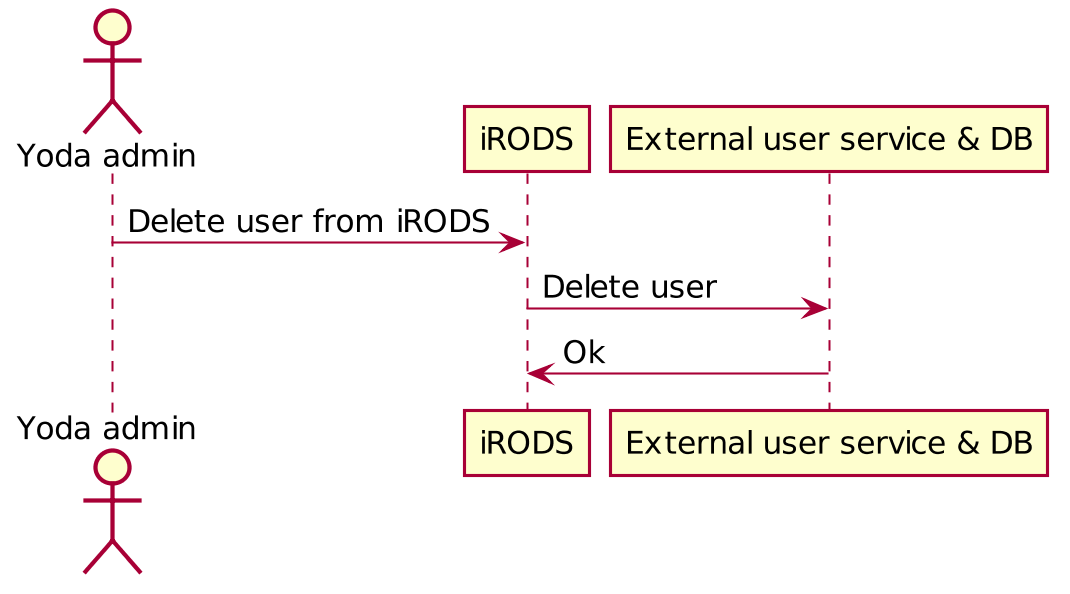 Yoda admin
iRODS
External user service & DB
Delete user from iRODS
Delete user
Ok
Yoda admin
iRODS
External user service & DB